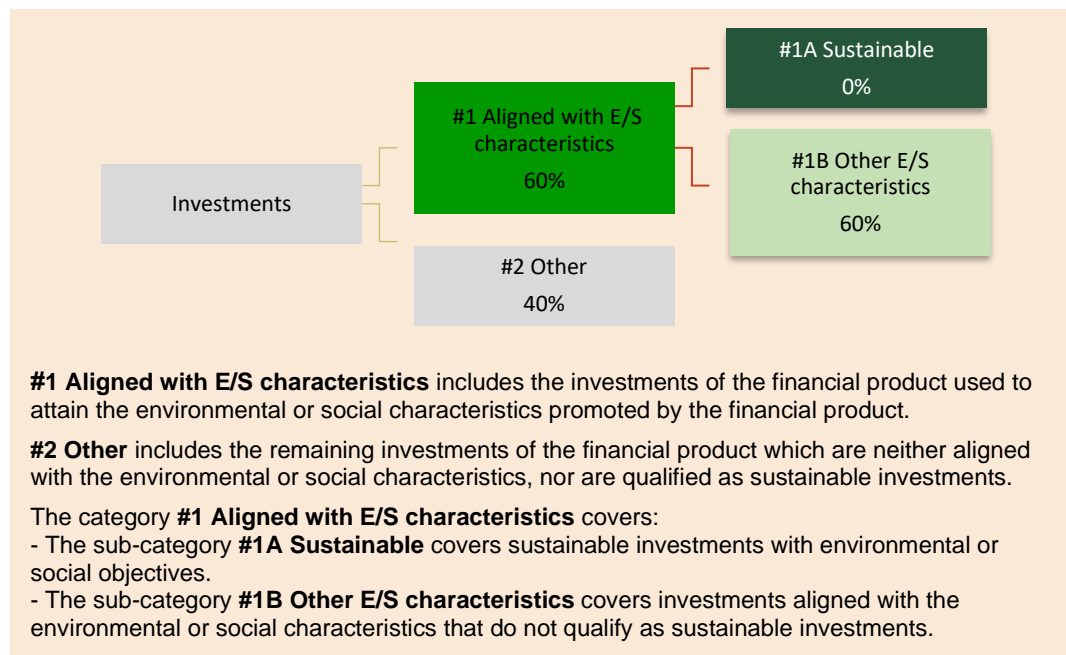 #1A Sustainable
0%
#1 Aligned with E/S
characteristics
60%
#1B Other E/S
characteristics
60%
Investments
#2 Other
40%
#1 Aligned with E/S characteristics includes the investments of the financial product used to
attain the environmental or social characteristics promoted by the financial product.
#2 Other includes the remaining investments of the financial product which are neither aligned
with the environmental or social characteristics, nor are qualified as sustainable investments.
The category #1 Aligned with E/S characteristics covers:
- The sub-category #1A Sustainable covers sustainable investments with environmental or
social objectives.
- The sub-category #1B Other E/S characteristics covers investments aligned with the
environmental or social characteristics that do not qualify as sustainable investments.